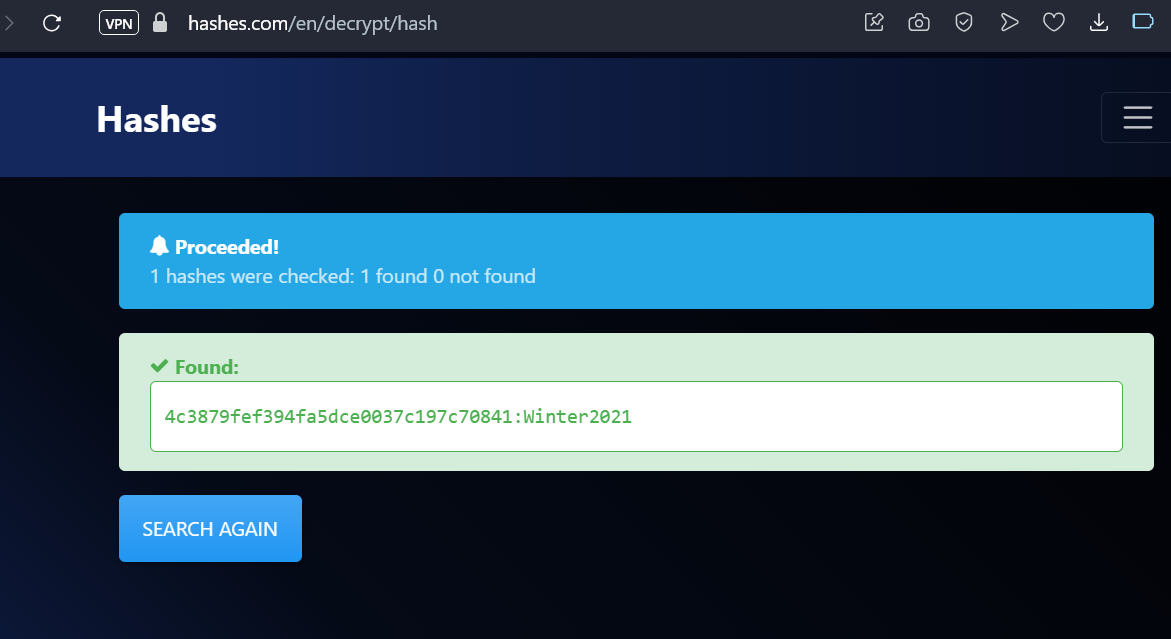 VPN hashes.com/en/decrypt/hash
Hashes
Proceeded!
1 hashes were checked: 1 found 0 not found
Found:
4c3879fef394fa5dce0037c197c70841:Winter2021
SEARCH AGAIN